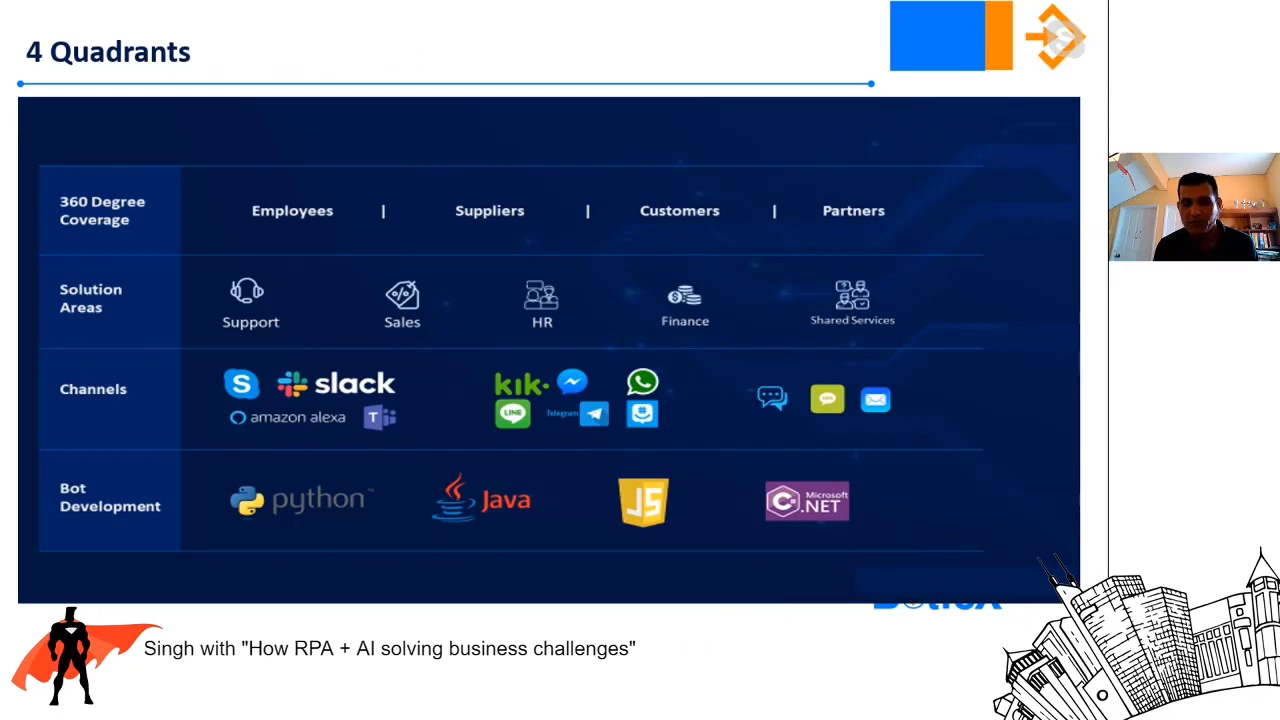 4 Quadrants
360 Degree
Coverage
Employees | Suppliers | Customers | Partners
Solution
Areas
Support Sales HR Finance Shared Services
Channels
S slack kik
amazon alexa T LINE Telegram
Bot
Development
python™ Java JS C# Microsoft .NET
Singh with "How RPA + AI solving business challenges"